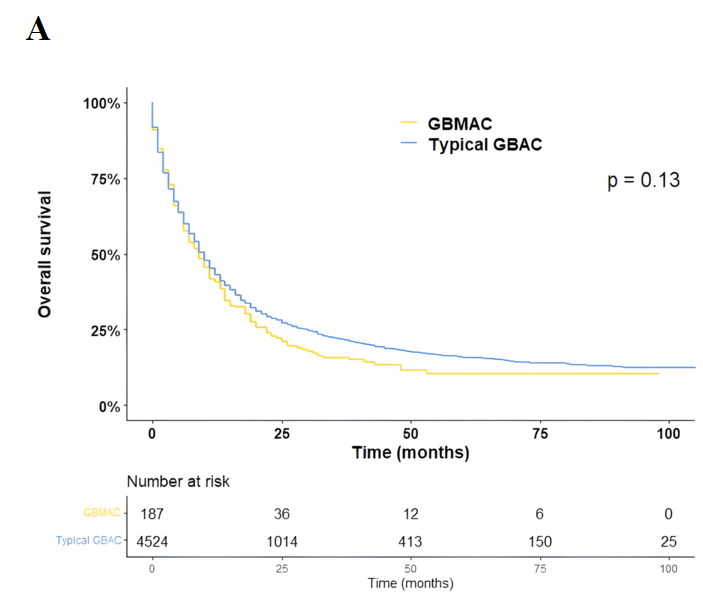 A
100%
75%
50%
25%
0%
Overall survival
GBMAC
Typical GBAC
p = 0.13
0 25 50 75 100
Time (months)
Number at risk
GBMAC 187 36 12 6 0
Typical GBAC 4524 1014 413 150 25
0 25 50 75 100
Time (months)